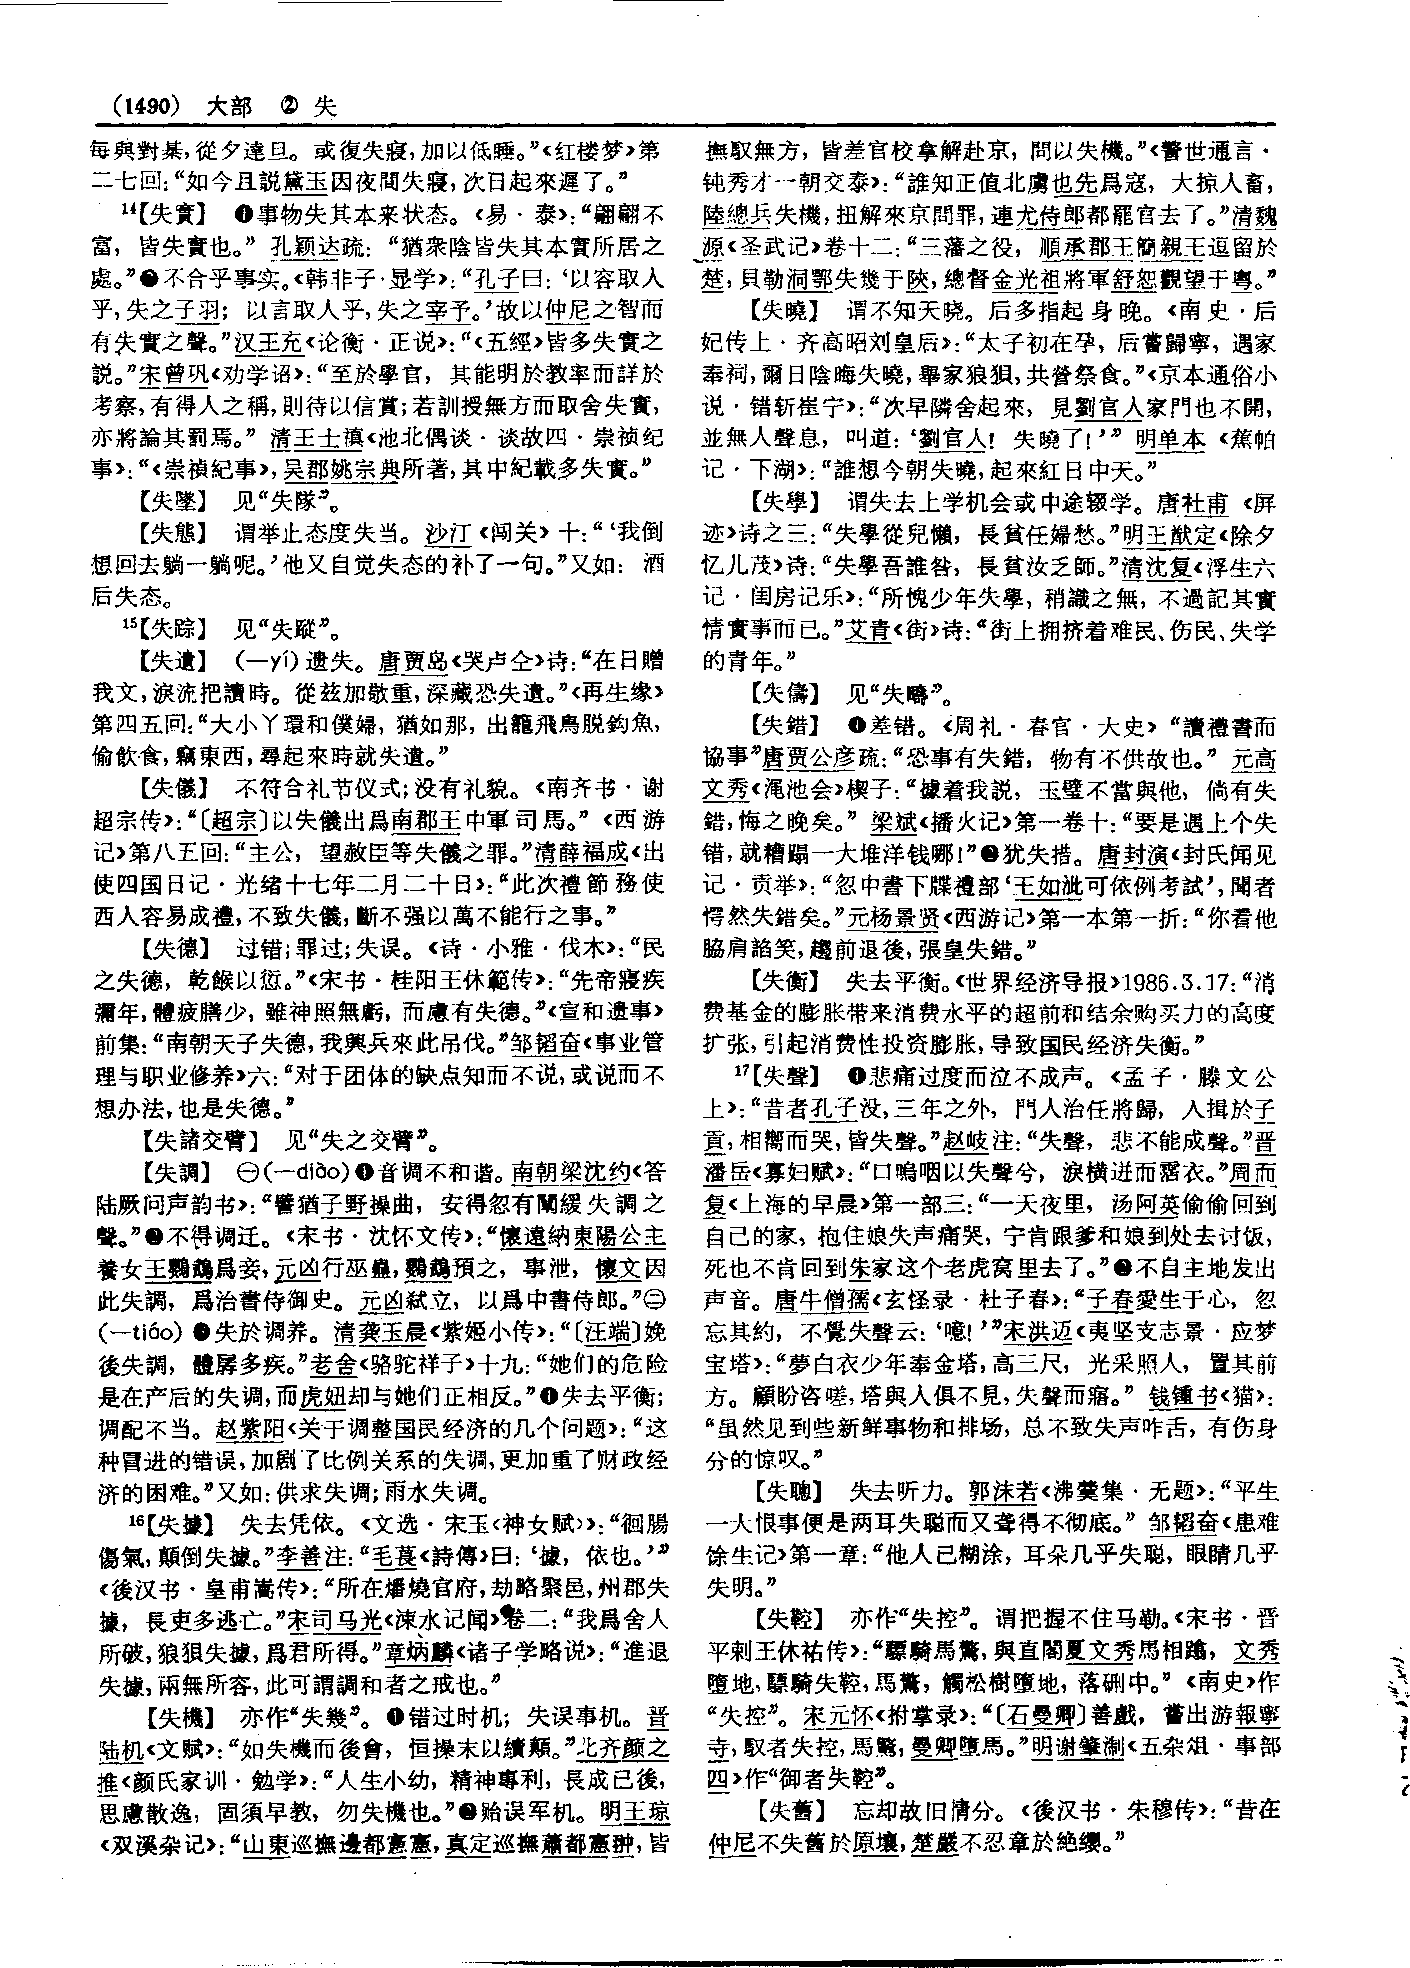 (1490) 大部 ② 失
每與對棊，從夕達旦。或復失寢，加以低睡。”《红楼梦》第
二七回：“如今且説黛玉因夜間失寢，次日起來遲了。”
14【失實】 ❶事物失其本来状态。《易·泰》：“翩翩不
富，皆失實也。”孔颖达疏：“猶衆陰皆失其本實所居之
處。”❷不合乎事实。《韩非子·显学》：“孔子曰：‘以容取人
乎，失之子羽；以言取人乎，失之宰予。’故以仲尼之智而
有失實之聲。”汉王充《论衡·正说》：“《五經》皆多失實之
説。”宋曾巩《劝学诏》：“至於學官，其能明於教率而詳於
考察，有得人之稱，則待以信賞；若訓授無方而取舍失實，
亦將論其罰焉。”清王士禛《池北偶谈·谈故四·崇祯纪
事》：“《崇禎紀事》，吴郡姚宗典所著，其中紀載多失實。”
【失墜】 见“失隊”。
【失態】 谓举止态度失当。沙汀《闯关》十：“‘我倒
想回去躺一躺呢。’他又自觉失态的补了一句。”又如：酒
后失态。
15【失踪】 见“失蹤”。
【失遺】 (—yí)遗失。唐贾岛《哭卢仝》诗：“在日贈
我文，淚流把讀時。從兹加敬重，深藏恐失遺。”《再生缘》
第四五回：“大小丫環和僕婦，猶如那，出籠飛鳥脱鈎魚，
偷飲食，竊東西，尋起來時就失遺。”
【失儀】 不符合礼节仪式；没有礼貌。《南齐书·谢
超宗传》：“〔超宗〕以失儀出爲南郡王中軍司馬。”《西游
记》第八五回：“主公，望赦臣等失儀之罪。”清薛福成《出
使四国日记·光绪十七年二月二十日》：“此次禮節務使
西人容易成禮，不致失儀，斷不强以萬不能行之事。”
【失德】 过错；罪过；失误。《诗·小雅·伐木》：“民
之失德，乾餱以愆。”《宋书·桂阳王休範传》：“先帝寢疾
彌年，體疲膳少，雖神照無虧，而慮有失德。”《宣和遗事》
前集：“南朝天子失德，我興兵來此吊伐。”邹韬奋《事业管
理与职业修养》六：“对于团体的缺点知而不说，或说而不
想办法，也是失德。”
【失諸交臂】 见“失之交臂”。
【失調】 ㊀(—diào)❶音调不和谐。南朝梁沈约《答
陆厥问声韵书》：“譬猶子野操曲，安得忽有闡緩失調之
聲。”❷不得调迁。《宋书·沈怀文传》：“懷遠納東陽公主
養女王鸚鵡爲妾，元凶行巫蠱，鸚鵡預之，事泄，懷文因
此失調，爲治書侍御史。元凶弑立，以爲中書侍郎。”㊁
(—tiáo)❶失於调养。清龚玉晨《紫姬小传》：“〔汪端〕娩
後失調，體孱多疾。”老舍《骆驼祥子》十九：“她们的危险
是在产后的失调，而虎妞却与她们正相反。”❶失去平衡；
调配不当。赵紫阳《关于调整国民经济的几个问题》：“这
种冒进的错误，加剧了比例关系的失调，更加重了财政经
济的困难。”又如：供求失调；雨水失调。
16【失據】 失去凭依。《文选·宋玉〈神女赋〉》：“徊腸
傷氣，顛倒失據。”李善注：“毛萇《詩傳》曰：‘據，依也。’”
《後汉书·皇甫嵩传》：“所在燔燒官府，劫略聚邑，州郡失
據，長吏多逃亡。”宋司马光《涑水记闻》卷二：“我爲舍人
所破，狼狽失據，爲君所得。”章炳麟《诸子学略说》：“進退
失據，兩無所容，此可謂調和者之戒也。”
【失機】 亦作“失幾”。❶错过时机；失误事机。晋
陆机《文赋》：“如失機而後會，恒操末以續顛。”北齐颜之
推《颜氏家训·勉学》：“人生小幼，精神專利，長成已後，
思慮散逸，固須早教，勿失機也。”❷贻误军机。明王琼
《双溪杂记》：“山東巡撫邊都憲憲，真定巡撫蕭都憲翀，皆
撫馭無方，皆差官校拿解赴京，問以失機。”《警世通言·
钝秀才一朝交泰》：“誰知正值北虜也先爲寇，大掠人畜，
陸總兵失機，扭解來京問罪，連尤侍郎都罷官去了。”清魏
源《圣武记》卷十二：“三藩之役，順承郡王簡親王逗留於
楚，貝勒洞鄂失幾于陝，總督金光祖將軍舒恕觀望于粤。”
【失曉】 谓不知天晓。后多指起身晚。《南史·后
妃传上·齐高昭刘皇后》：“太子初在孕，后嘗歸寧，遇家
奉祠，爾日陰晦失曉，舉家狼狽，共營祭食。”《京本通俗小
说·错斩崔宁》：“次早隣舍起來，見劉官人家門也不開，
並無人聲息，叫道：‘劉官人！失曉了！’”明单本《蕉帕
记·下湖》：“誰想今朝失曉，起來紅日中天。”
【失學】 谓失去上学机会或中途辍学。唐杜甫《屏
迹》诗之三：“失學從兒懶，長貧任婦愁。”明王猷定《除夕
忆儿茂》诗：“失學吾誰咎，長貧汝乏師。”清沈复《浮生六
记·闺房记乐》：“所愧少年失學，稍識之無，不過記其實
情實事而已。”艾青《街》诗：“街上拥挤着难民、伤民、失学
的青年。”
【失儔】 见“失疇”。
【失錯】 ❶差错。《周礼·春官·大史》“讀禮書而
協事”唐贾公彦疏：“恐事有失錯，物有不供故也。”元高
文秀《渑池会》楔子：“據着我説，玉璧不當與他，倘有失
錯，悔之晚矣。”梁斌《播火记》第一卷十：“要是遇上个失
错，就糟蹋一大堆洋钱哪！”❷犹失措。唐封演《封氏闻见
记·贡举》：“忽中書下牒禮部‘王如泚可依例考試’，聞者
愕然失錯矣。”元杨景贤《西游记》第一本第一折：“你看他
脇肩諂笑，趨前退後，張皇失錯。”
【失衡】 失去平衡。《世界经济导报》1986.3.17：“消
费基金的膨胀带来消费水平的超前和结余购买力的高度
扩张，引起消费性投资膨胀，导致国民经济失衡。”
17【失聲】 ❶悲痛过度而泣不成声。《孟子·滕文公
上》：“昔者孔子没，三年之外，門人治任將歸，入揖於子
貢，相嚮而哭，皆失聲。”赵岐注：“失聲，悲不能成聲。”晋
潘岳《寡妇赋》：“口嗚咽以失聲兮，淚横迸而霑衣。”周而
复《上海的早晨》第一部三：“一天夜里，汤阿英偷偷回到
自己的家，抱住娘失声痛哭，宁肯跟爹和娘到处去讨饭，
死也不肯回到朱家这个老虎窝里去了。”❷不自主地发出
声音。唐牛僧孺《玄怪录·杜子春》：“子春愛生于心，忽
忘其約，不覺失聲云：‘噫！’”宋洪迈《夷坚支志景·应梦
宝塔》：“夢白衣少年奉金塔，高三尺，光采照人，置其前
方。顧盼咨嗟，塔與人俱不見，失聲而寤。”钱锺书《猫》：
“虽然见到些新鲜事物和排场，总不致失声咋舌，有伤身
分的惊叹。”
【失聰】 失去听力。郭沫若《沸羹集·无题》：“平生
一大恨事便是两耳失聪而又聋得不彻底。”邹韬奋《患难
馀生记》第一章：“他人已糊涂，耳朵几乎失聪，眼睛几乎
失明。”
【失鞚】 亦作“失控”。谓把握不住马勒。《宋书·晋
平剌王休祐传》：“驃騎馬驚，與直閣夏文秀馬相蹹，文秀
墮地，驃騎失鞚，馬驚，觸松樹墮地，落硎中。”《南史》作
“失控”。宋元怀《拊掌录》：“〔石曼卿〕善戲，嘗出游報寧
寺，馭者失控，馬驚，曼卿墮馬。”明谢肇淛《五杂俎·事部
四》作“御者失鞚”。
【失舊】 忘却故旧情分。《後汉书·朱穆传》：“昔在
仲尼不失舊於原壤，楚嚴不忍章於絶纓。”